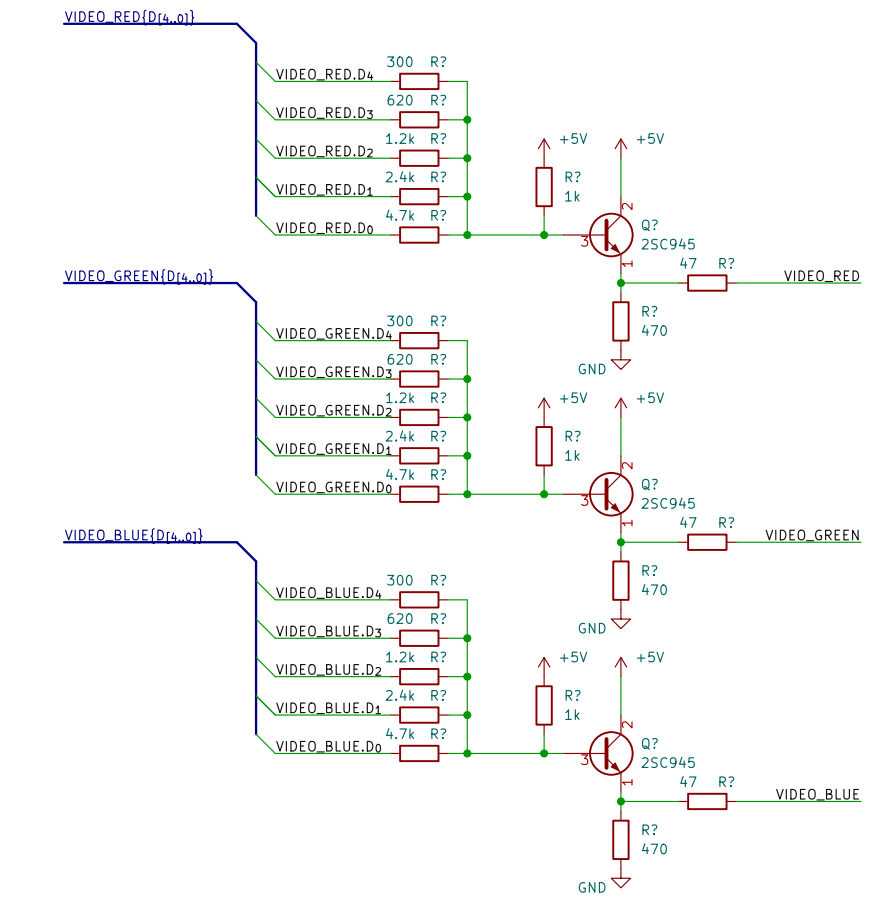 VIDEO_RED{D[4..0]}
300 R?
VIDEO_RED.D4
620 R?
VIDEO_RED.D3
1.2k R?
VIDEO_RED.D2
2.4k R?
VIDEO_RED.D1
4.7k R?
VIDEO_RED.D0
+5V
R?
1k
+5V
2
3
1
Q?
2SC945
47 R?
VIDEO_RED
R?
470
GND
VIDEO_GREEN{D[4..0]}
300 R?
VIDEO_GREEN.D4
620 R?
VIDEO_GREEN.D3
1.2k R?
VIDEO_GREEN.D2
2.4k R?
VIDEO_GREEN.D1
4.7k R?
VIDEO_GREEN.D0
+5V
R?
1k
+5V
2
3
1
Q?
2SC945
47 R?
VIDEO_GREEN
R?
470
GND
VIDEO_BLUE{D[4..0]}
300 R?
VIDEO_BLUE.D4
620 R?
VIDEO_BLUE.D3
1.2k R?
VIDEO_BLUE.D2
2.4k R?
VIDEO_BLUE.D1
4.7k R?
VIDEO_BLUE.D0
+5V
R?
1k
+5V
2
3
1
Q?
2SC945
47 R?
VIDEO_BLUE
R?
470
GND